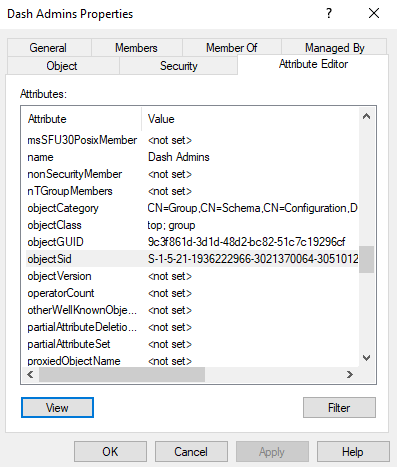 Dash Admins Properties
?
General Members Member Of Managed By
Object Security Attribute Editor
Attributes:
Attribute Value
msSFU30PosixMember <not set>
name Dash Admins
nonSecurityMember <not set>
nTGroupMembers <not set>
objectCategory CN=Group,CN=Schema,CN=Configuration,D
objectClass top; group
objectGUID 9c3f861d-3d1d-48d2-bc82-51c7c19296cf
objectSid S-1-5-21-1936222966-3021370064-3051012
objectVersion <not set>
operatorCount <not set>
otherWellKnownObje... <not set>
partialAttributeDeletio... <not set>
partialAttributeSet <not set>
proxiedObjectName <not set>
View Filter
OK Cancel Apply Help